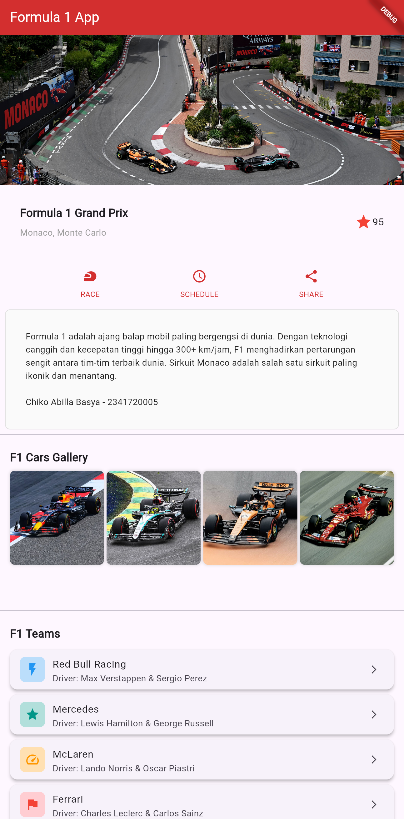 Formula 1 App
DEBUG
MONACO
Formula 1 Grand Prix
Monaco, Monte Carlo
95
RACE
SCHEDULE
SHARE
Formula 1 adalah ajang balap mobil paling bergengsi di dunia. Dengan teknologi
canggih dan kecepatan tinggi hingga 300+ km/jam, F1 menghadirkan pertarungan
sengit antara tim-tim terbaik dunia. Sirkuit Monaco adalah salah satu sirkuit paling
ikonik dan menantang.
Chiko Abilla Basya - 2341720005
F1 Cars Gallery
F1 Teams
Red Bull Racing
Driver: Max Verstappen & Sergio Perez
Mercedes
Driver: Lewis Hamilton & George Russell
McLaren
Driver: Lando Norris & Oscar Piastri
Ferrari
Driver: Charles Leclerc & Carlos Sainz